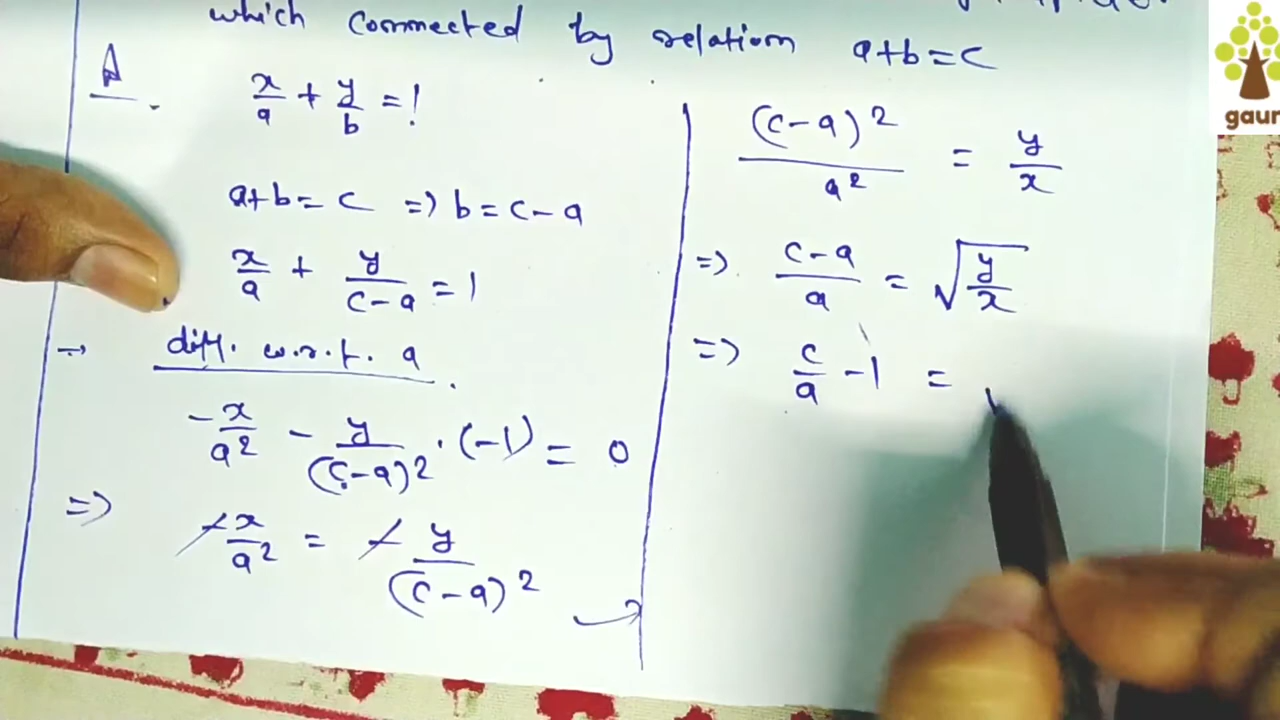 which connected by relation a+b=c
A.
x/a + y/b = 1
a+b=c => b=c-a
x/a + y/(c-a) = 1
→ diff. w.r.t. a.
-x/a² - y/(c-a)² · (-1) = 0
=> -x/a² = -y/(c-a)²
(c-a)²/a² = y/x
=> (c-a)/a = √(y/x)
=> c/a - 1 =
gaur